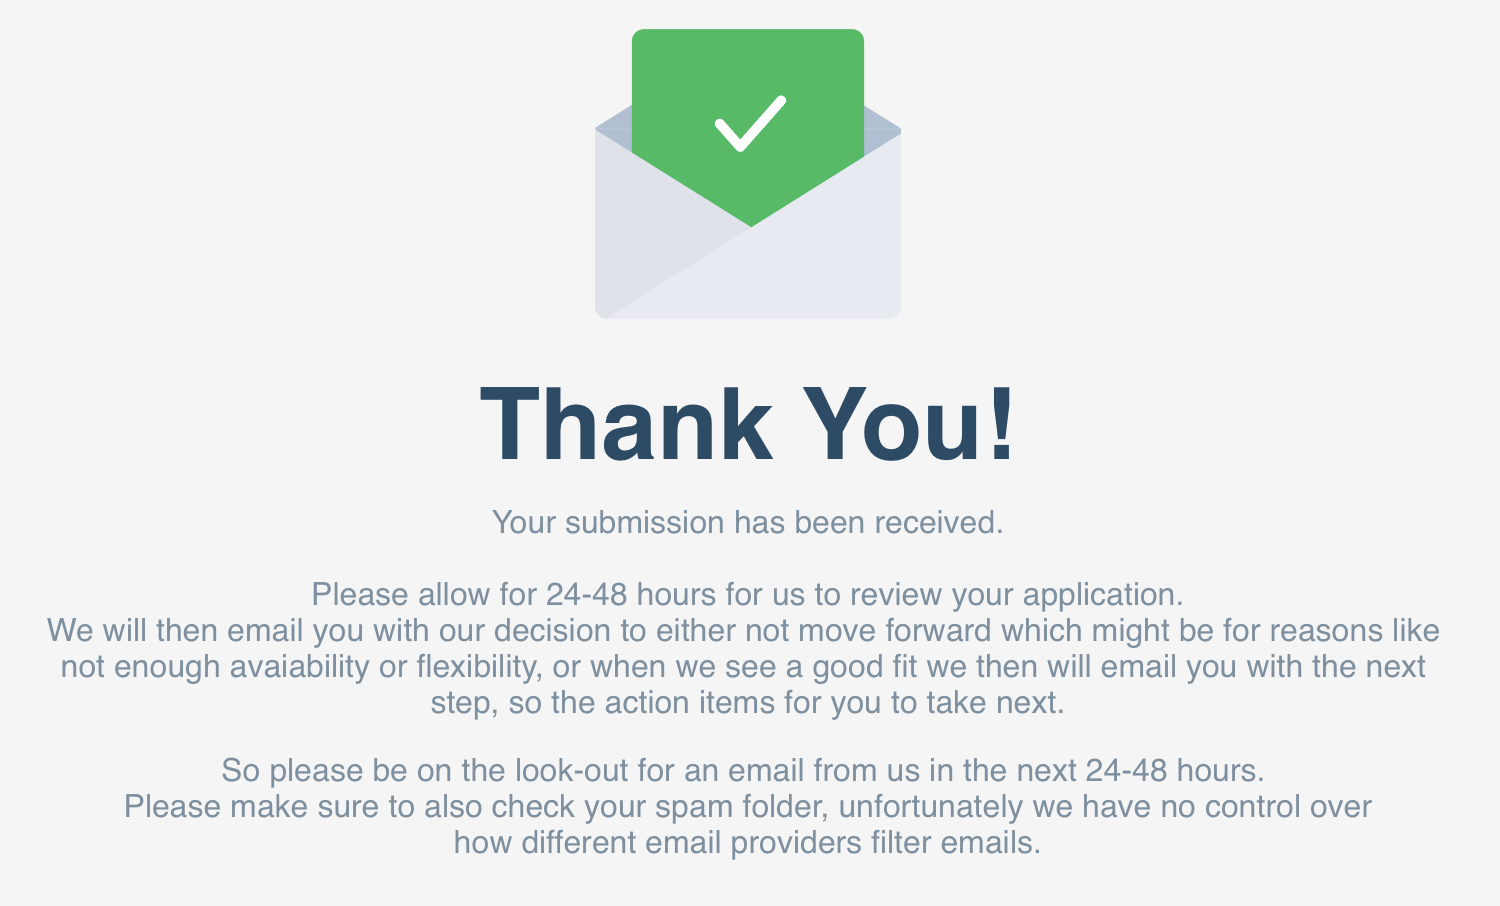 Thank You!
Your submission has been received.
Please allow for 24-48 hours for us to review your application.
We will then email you with our decision to either not move forward which might be for reasons like
not enough avaiability or flexibility, or when we see a good fit we then will email you with the next
step, so the action items for you to take next.
So please be on the look-out for an email from us in the next 24-48 hours.
Please make sure to also check your spam folder, unfortunately we have no control over
how different email providers filter emails.